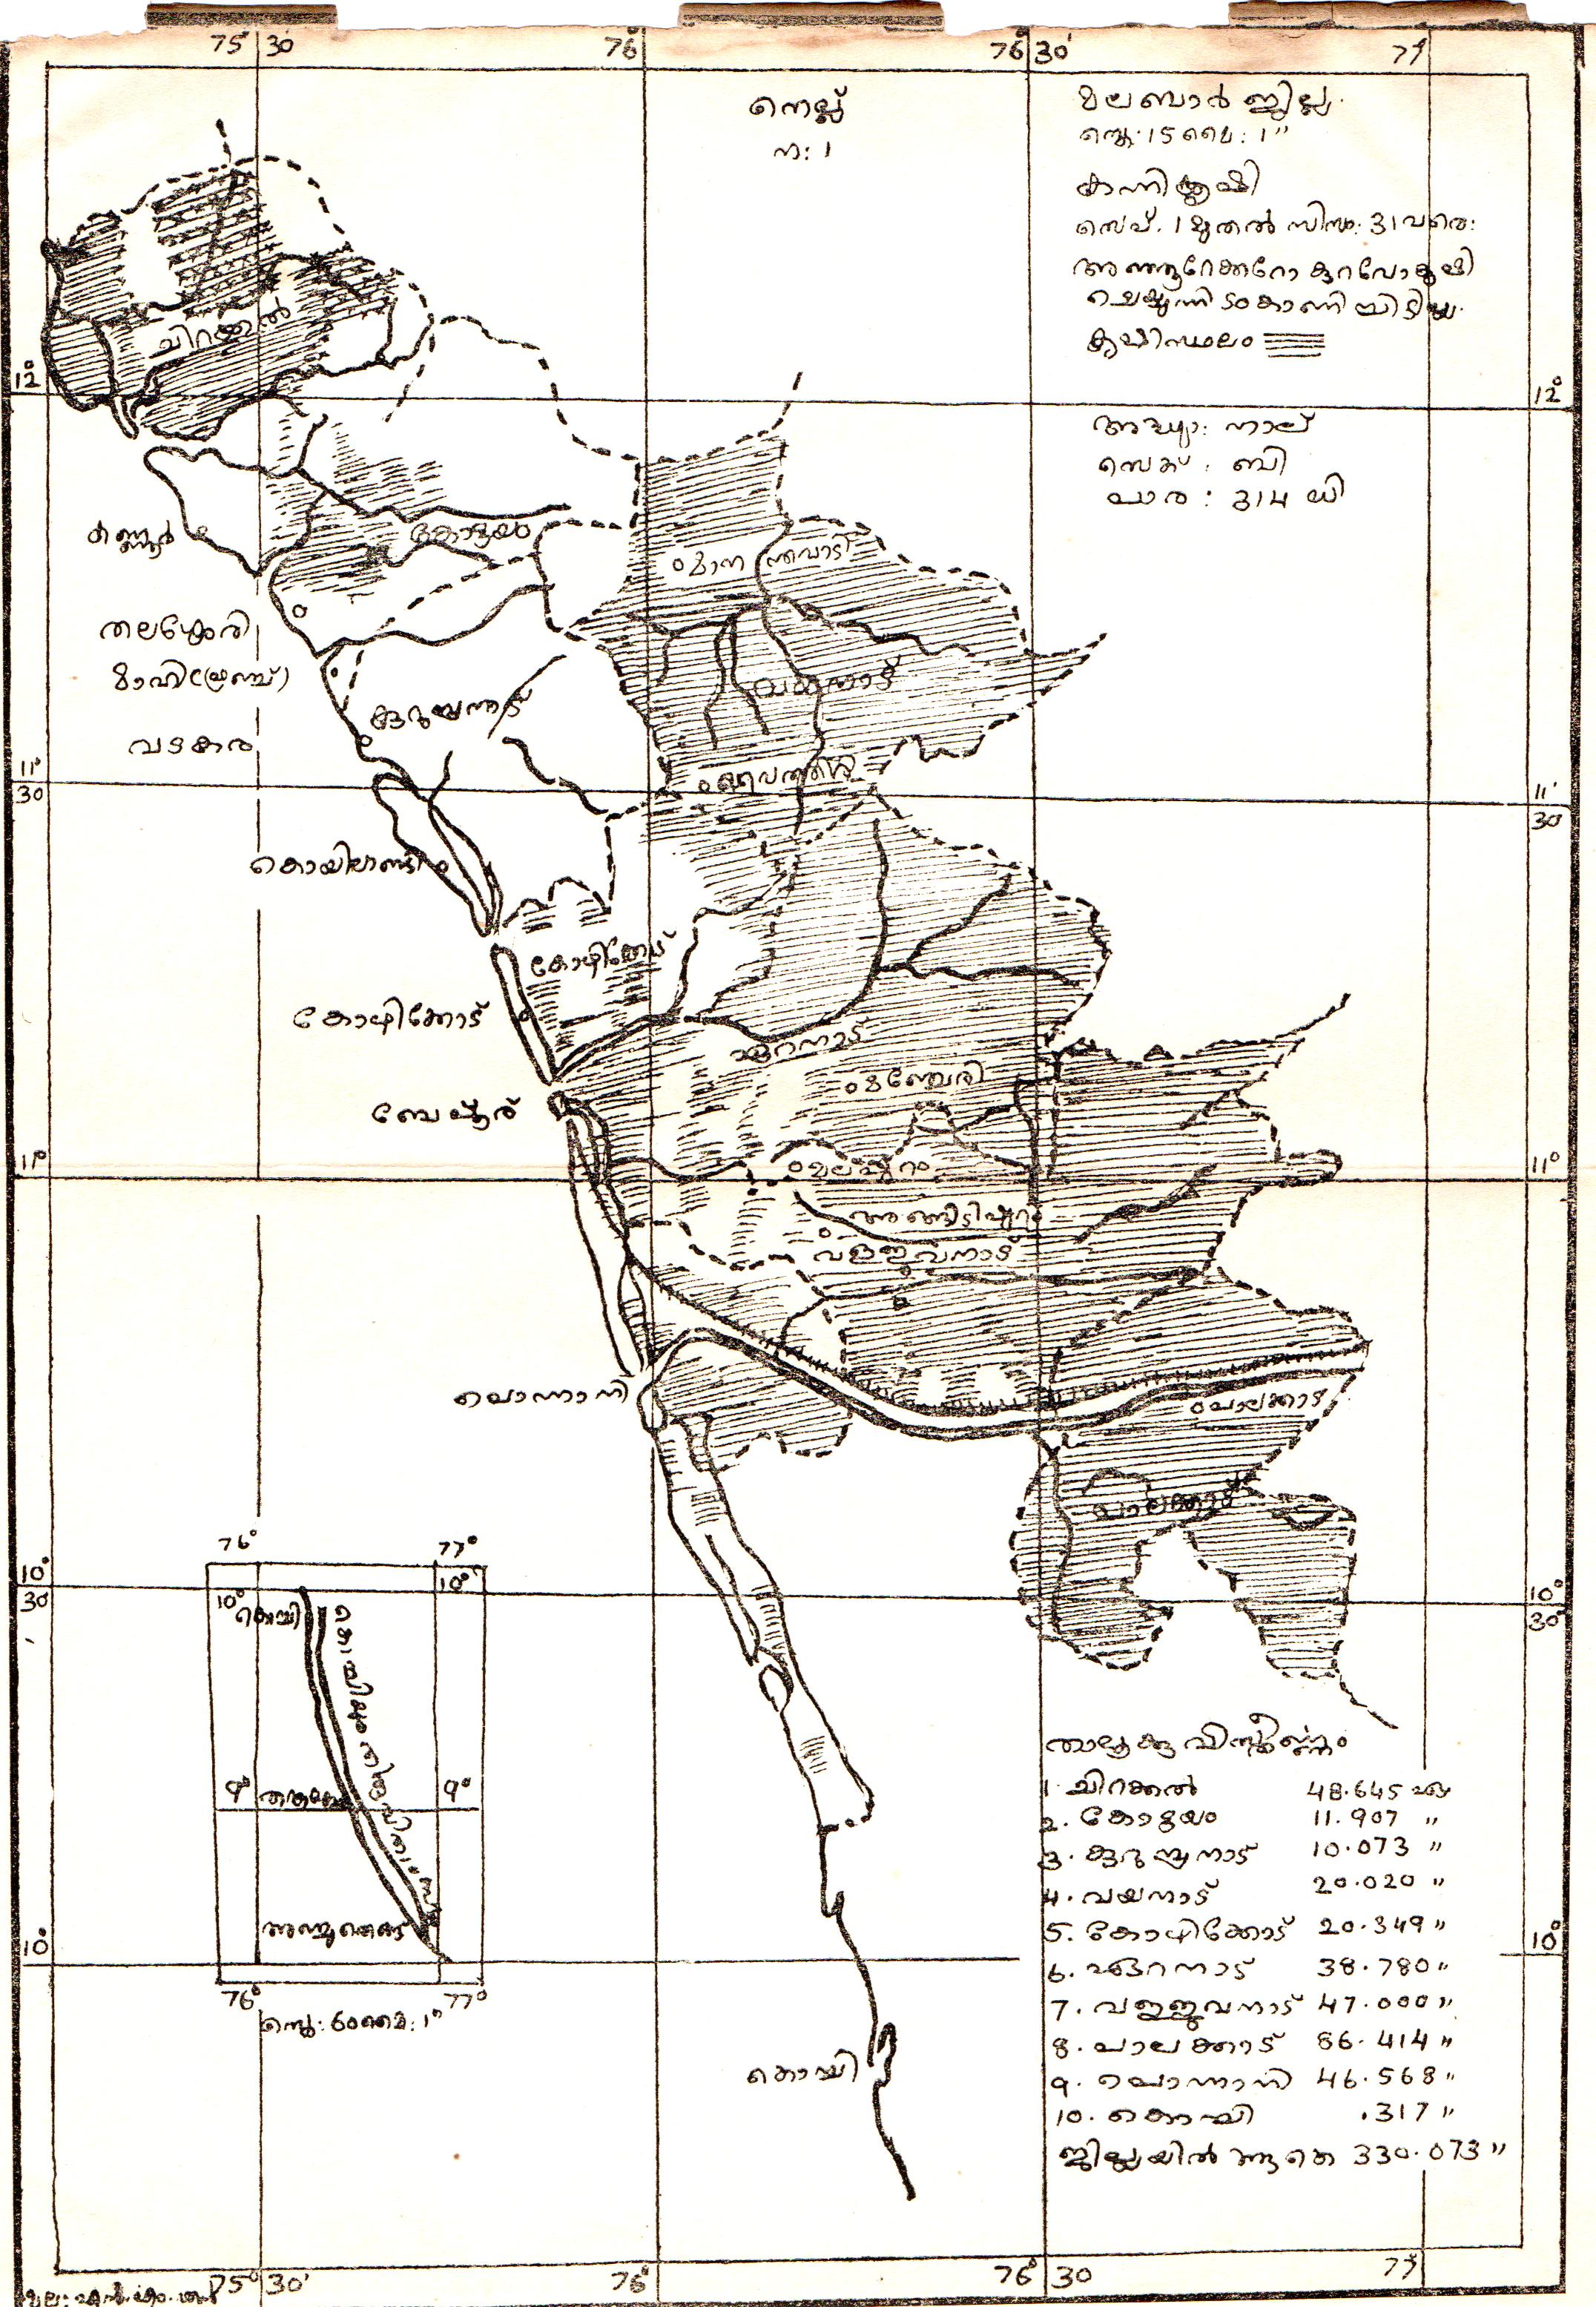 75° 30'
76°
76° 30'
77°
നെല്ല്
ന: 1
മലബാർ ജില്ല.
സ്കെ. 15 മൈ: 1"
കന്നികൃഷി
സെപ്. 1 മുതൽ ഡിസം: 31 വരെ:
അഞ്ഞൂറേക്കറോ കുറവോ കൃഷി
ചെയ്യുന്നിടം കാണിച്ചിട്ടില്ല.
കൃഷിസ്ഥലം
അദ്ധ്യാ: നാല്
സെക് : ബി
പാര : 314 ഡി
ചിറക്കൽ
12°
12°
കണ്ണൂർ
കോട്ടയം
മാനന്തവാടി
തലശ്ശേരി
മാഹി(ഫ്രഞ്ച്)
വടകര
കുറുമ്പ്രനാട്
വയനാട്
11° 30
വൈത്തിരി
11° 30
കൊയിലാണ്ടി
കോഴിക്കോട്
കോഴിക്കോട്
ഏറനാട്
മഞ്ചേരി
ബേപ്പൂര്
11°
മലപ്പുറം
11°
അങ്ങാടിപ്പുറം
വള്ളുവനാട്
പൊന്നാനി
പാലക്കാട്
പാലക്കാട്
10° 30
10° 30
76°
77°
10°
10°
കൊച്ചി
9°
9°
അഞ്ചുതെങ്ങ്
76°
77°
സ്കെ: 60 മൈ: 1"
10°
10°
കൊച്ചി
താലൂക്കു വിസ്തീർണ്ണം
1. ചിറക്കൽ 48.645 ഏ
2. കോട്ടയം 11.907 "
3. കുറുമ്പ്രനാട് 10.073 "
4. വയനാട് 20.020 "
5. കോഴിക്കോട് 20.349 "
6. ഏറനാട് 38.780 "
7. വള്ളുവനാട് 47.000 "
8. പാലക്കാട് 86.414 "
9. പൊന്നാനി 46.568 "
10. കൊച്ചി .317 "
ജില്ലയിൽ ആകെ 330.073 "
75° 30'
76°
76° 30
77°